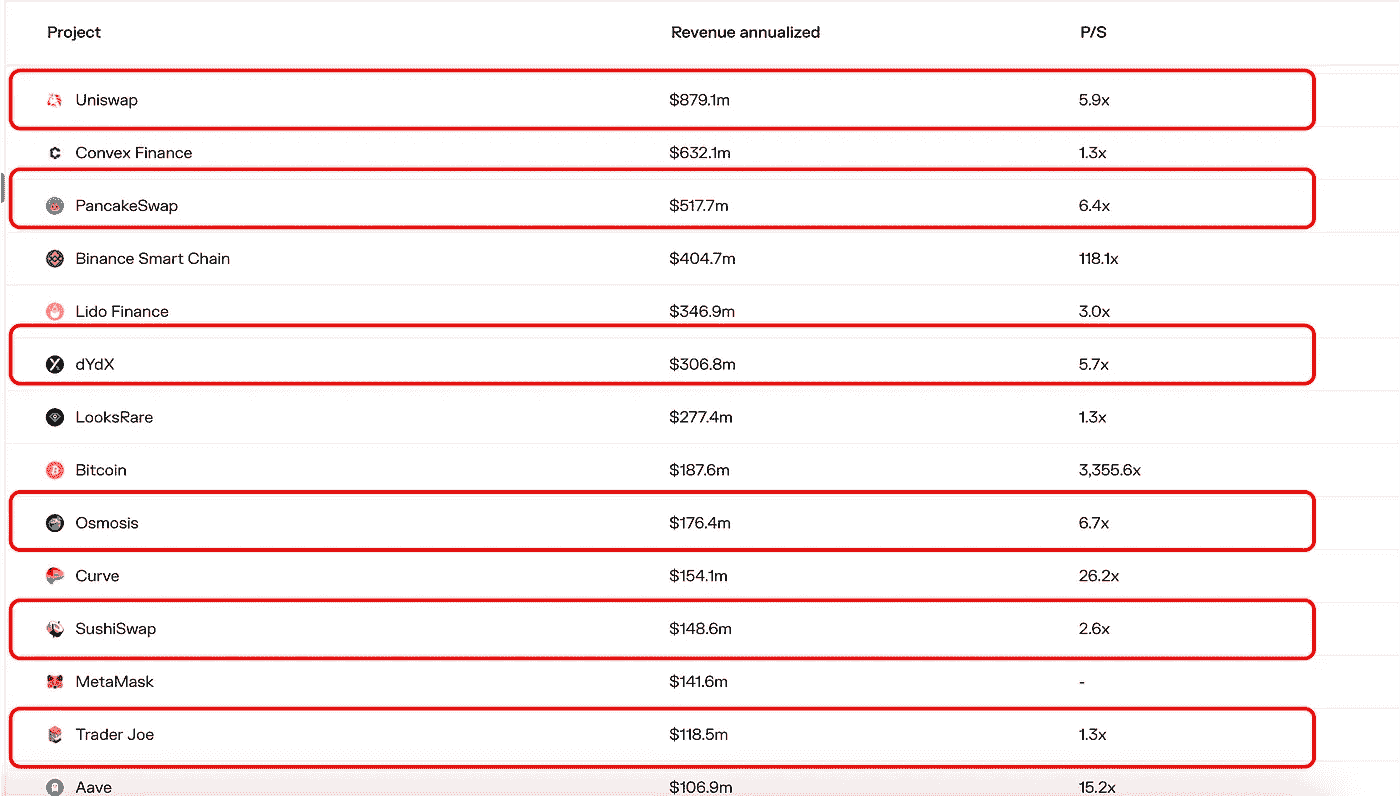 Project Revenue annualized P/S
Uniswap $879.1m 5.9x
Convex Finance $632.1m 1.3x
PancakeSwap $517.7m 6.4x
Binance Smart Chain $404.7m 118.1x
Lido Finance $346.9m 3.0x
dYdX $306.8m 5.7x
LooksRare $277.4m 1.3x
Bitcoin $187.6m 3,355.6x
Osmosis $176.4m 6.7x
Curve $154.1m 26.2x
SushiSwap $148.6m 2.6x
MetaMask $141.6m -
Trader Joe $118.5m 1.3x
Aave $106.9m 15.2x